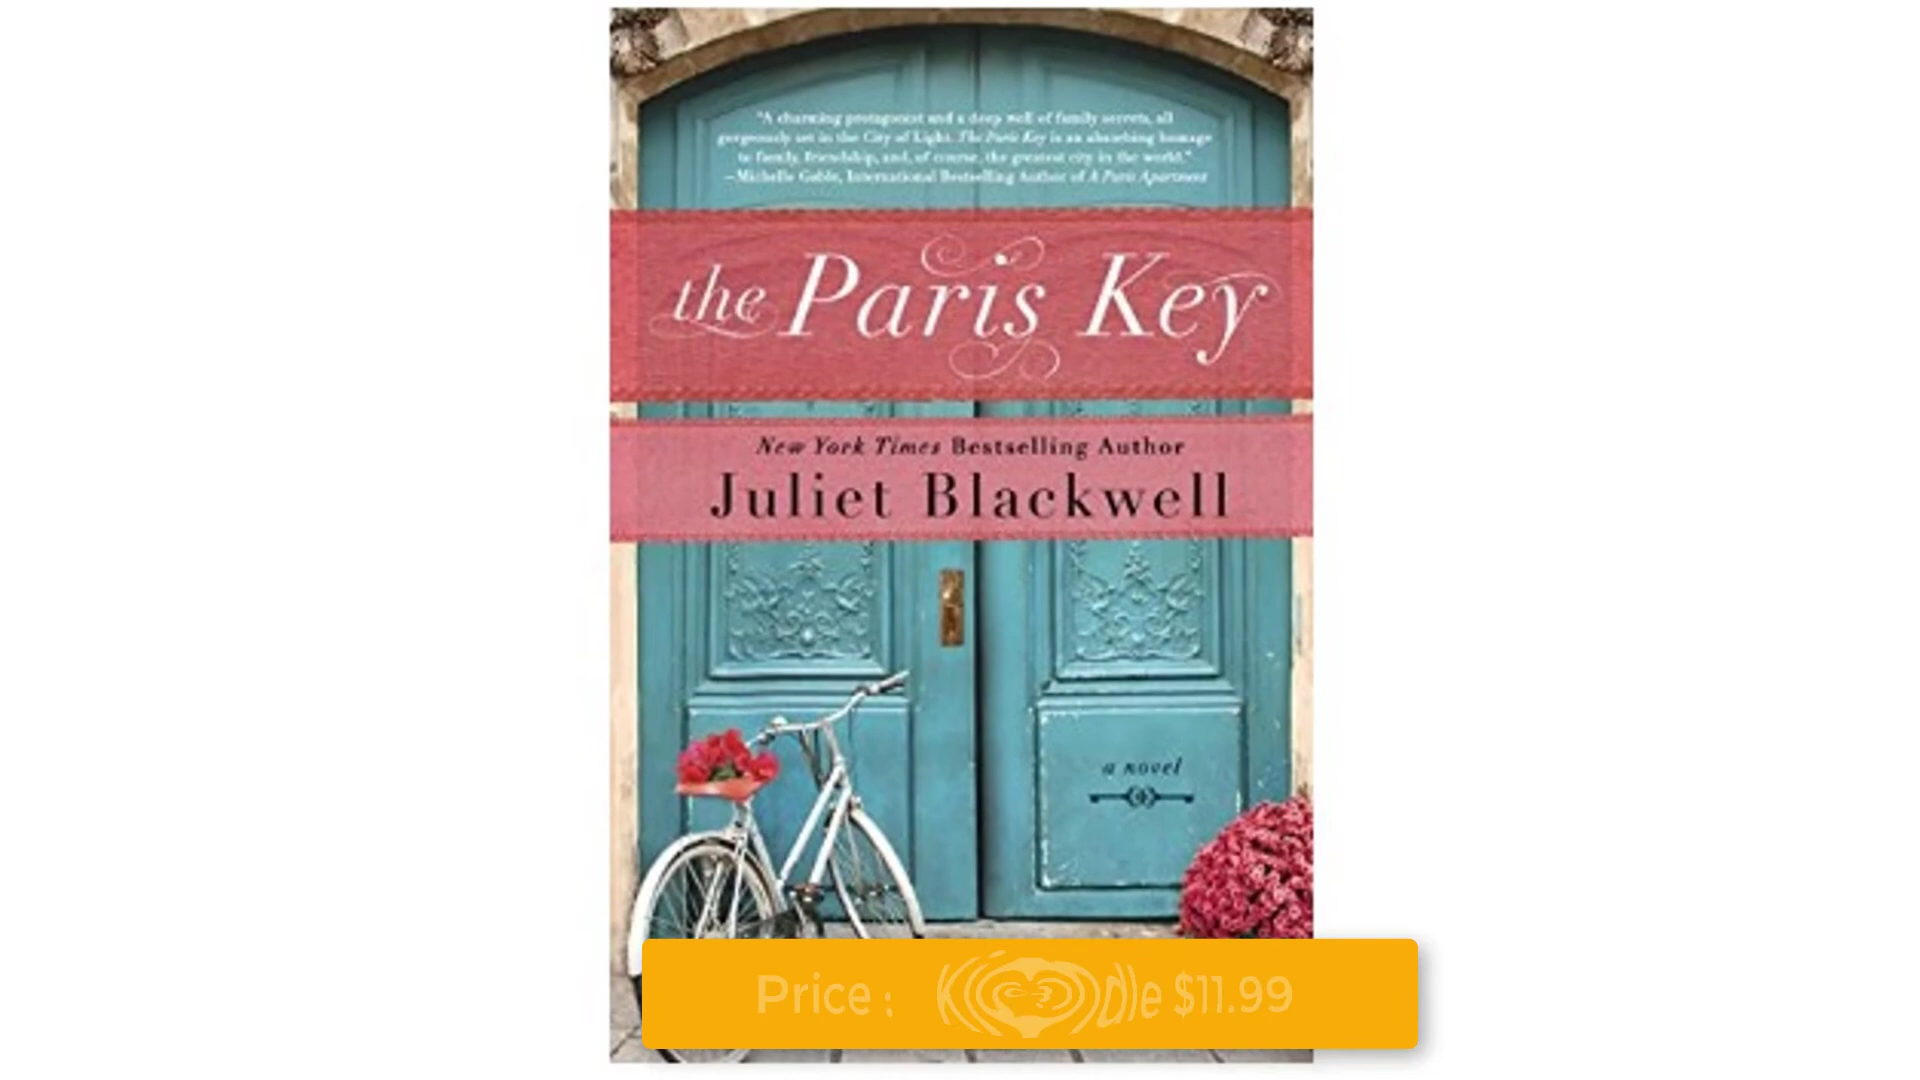 "A charming protagonist and a deep well of family secrets, all
gorgeously set in the City of Light. The Paris Key is an absorbing homage
to family, friendship, and, of course, the greatest city in the world."
—Michelle Gable, International Bestselling Author of A Paris Apartment
the Paris Key
New York Times Bestselling Author
Juliet Blackwell
a novel
Price : $11.99